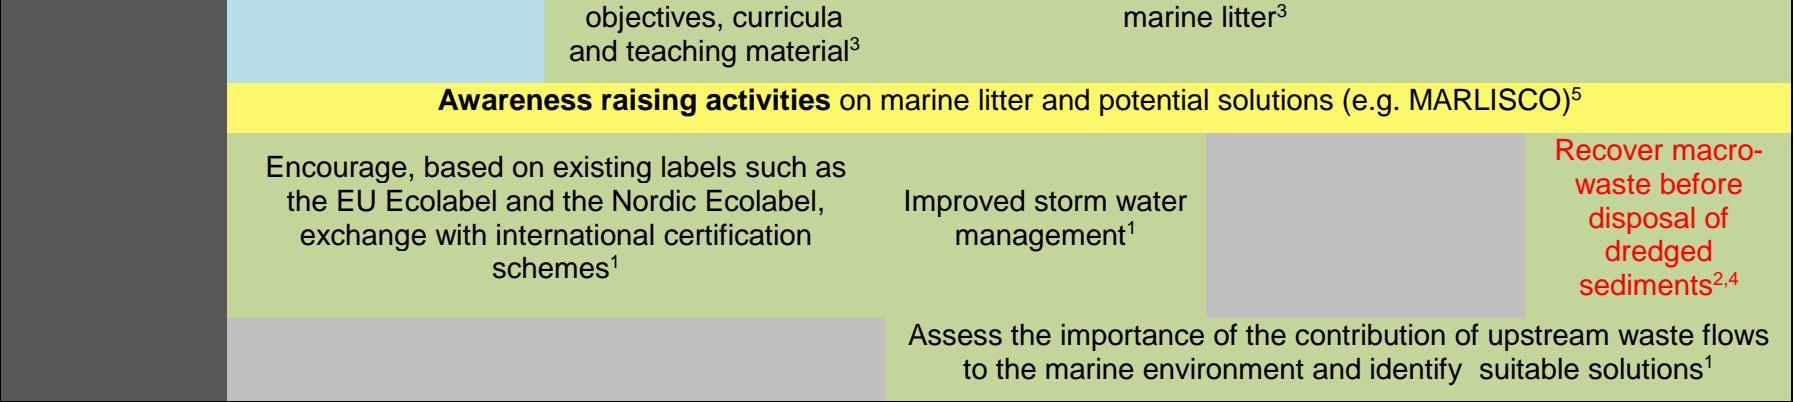 objectives, curricula
and teaching material³
marine litter³
Awareness raising activities on marine litter and potential solutions (e.g. MARLISCO)⁵
Encourage, based on existing labels such as
the EU Ecolabel and the Nordic Ecolabel,
exchange with international certification
schemes¹
Improved storm water
management¹
Recover macro-
waste before
disposal of
dredged
sediments²,⁴
Assess the importance of the contribution of upstream waste flows
to the marine environment and identify  suitable solutions¹